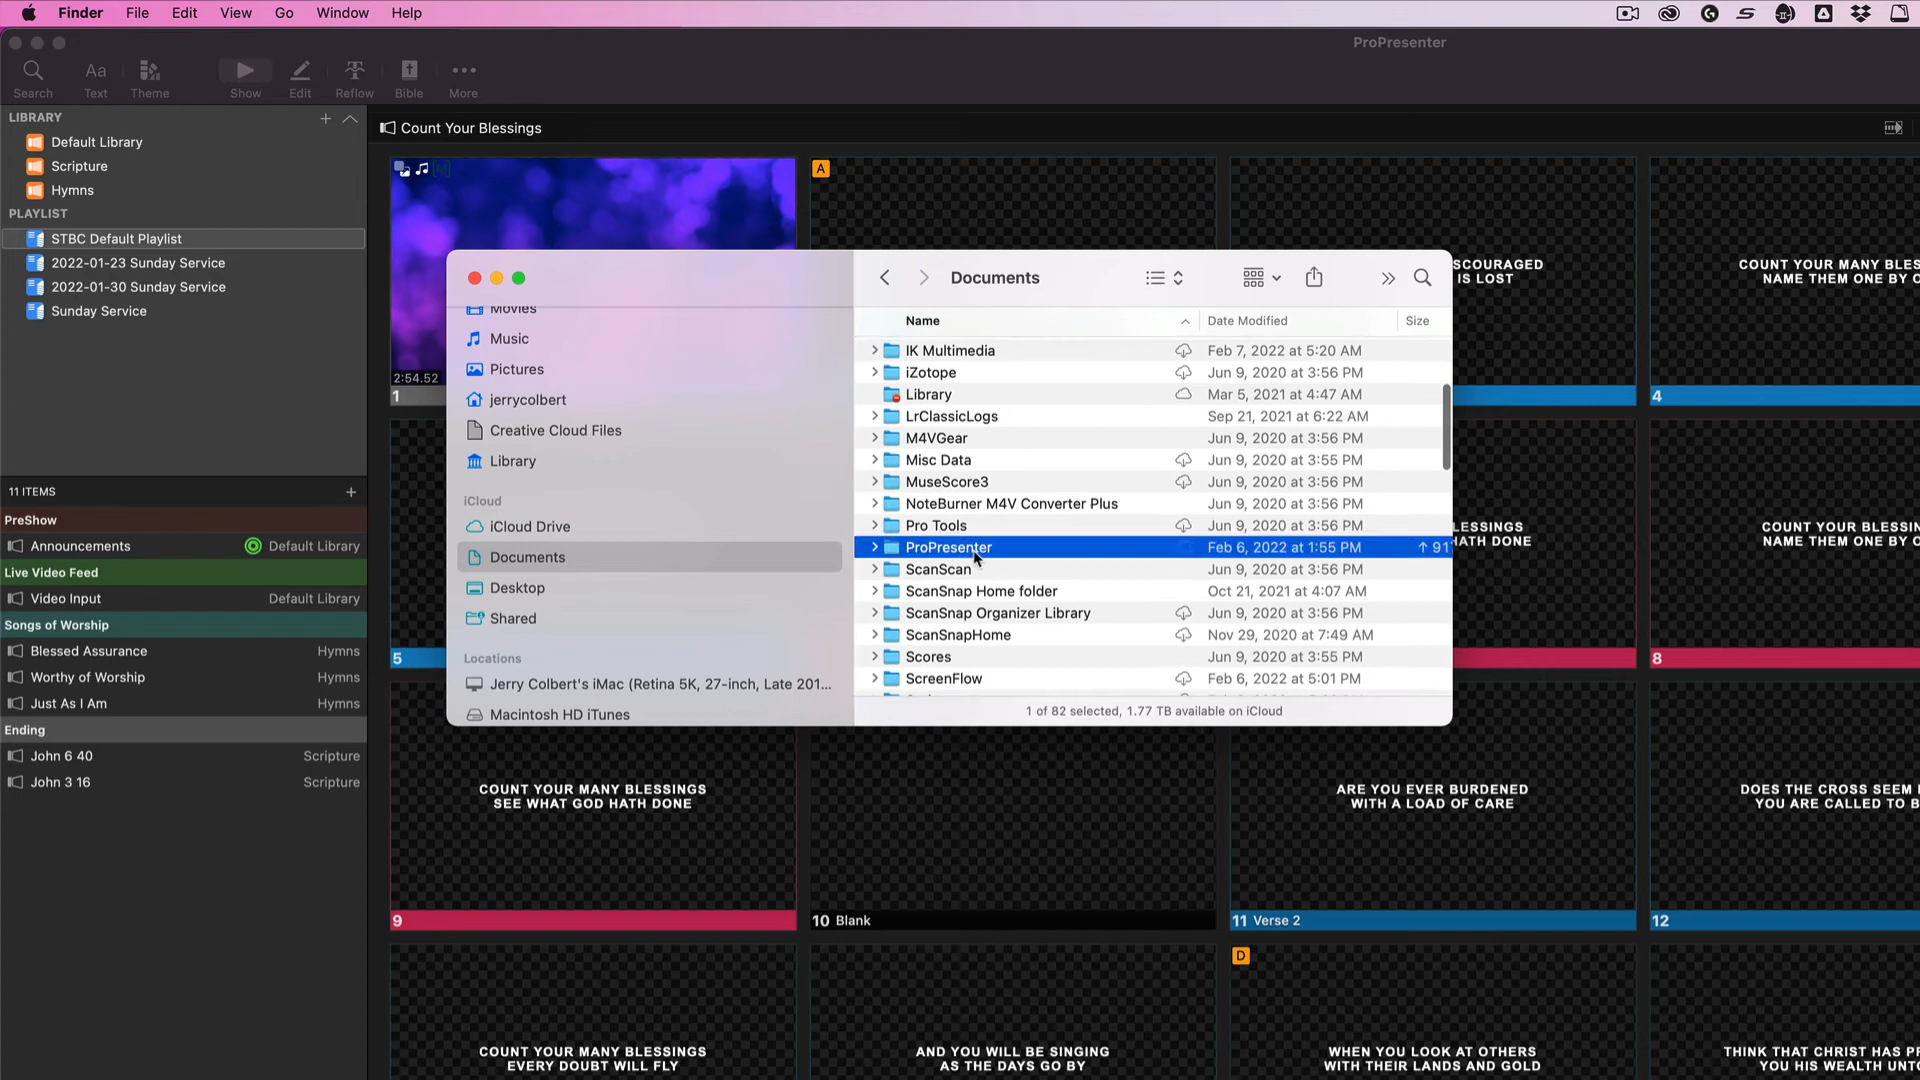 Finder File Edit View Go Window Help
ProPresenter
Search Text Theme Show Edit Reflow Bible More
LIBRARY
Default Library
Scripture
Hymns
PLAYLIST
STBC Default Playlist
2022-01-23 Sunday Service
2022-01-30 Sunday Service
Sunday Service
11 ITEMS
PreShow
Announcements Default Library
Live Video Feed
Video Input Default Library
Songs of Worship
Blessed Assurance Hymns
Worthy of Worship Hymns
Just As I Am Hymns
Ending
John 6 40 Scripture
John 3 16 Scripture
Count Your Blessings
2:54.52
1
A
SCOURAGED
IS LOST
COUNT YOUR MANY BLES
NAME THEM ONE BY O
4
Movies
Music
Pictures
jerrycolbert
Creative Cloud Files
Library
iCloud
iCloud Drive
Documents
Desktop
Shared
Locations
Jerry Colbert's iMac (Retina 5K, 27-inch, Late 201...
Macintosh HD iTunes
Documents
Name Date Modified Size
IK Multimedia Feb 7, 2022 at 5:20 AM
iZotope Jun 9, 2020 at 3:56 PM
Library Mar 5, 2021 at 4:47 AM
LrClassicLogs Sep 21, 2021 at 6:22 AM
M4VGear Jun 9, 2020 at 3:56 PM
Misc Data Jun 9, 2020 at 3:55 PM
MuseScore3 Jun 9, 2020 at 3:56 PM
NoteBurner M4V Converter Plus Jun 9, 2020 at 3:56 PM
Pro Tools Jun 9, 2020 at 3:56 PM
ProPresenter Feb 6, 2022 at 1:55 PM ↑ 91
ScanScan Jun 9, 2020 at 3:56 PM
ScanSnap Home folder Oct 21, 2021 at 4:07 AM
ScanSnap Organizer Library Jun 9, 2020 at 3:56 PM
ScanSnapHome Nov 29, 2020 at 7:49 AM
Scores Jun 9, 2020 at 3:55 PM
ScreenFlow Feb 6, 2022 at 5:01 PM
1 of 82 selected, 1.77 TB available on iCloud
5
LESSINGS
ATH DONE
COUNT YOUR BLESSIN
NAME THEM ONE BY O
8
COUNT YOUR MANY BLESSINGS
SEE WHAT GOD HATH DONE
9
10 Blank
ARE YOU EVER BURDENED
WITH A LOAD OF CARE
11 Verse 2
DOES THE CROSS SEEM
YOU ARE CALLED TO B
12
COUNT YOUR MANY BLESSINGS
EVERY DOUBT WILL FLY
AND YOU WILL BE SINGING
AS THE DAYS GO BY
D
WHEN YOU LOOK AT OTHERS
WITH THEIR LANDS AND GOLD
THINK THAT CHRIST HAS P
YOU HIS WEALTH UNT